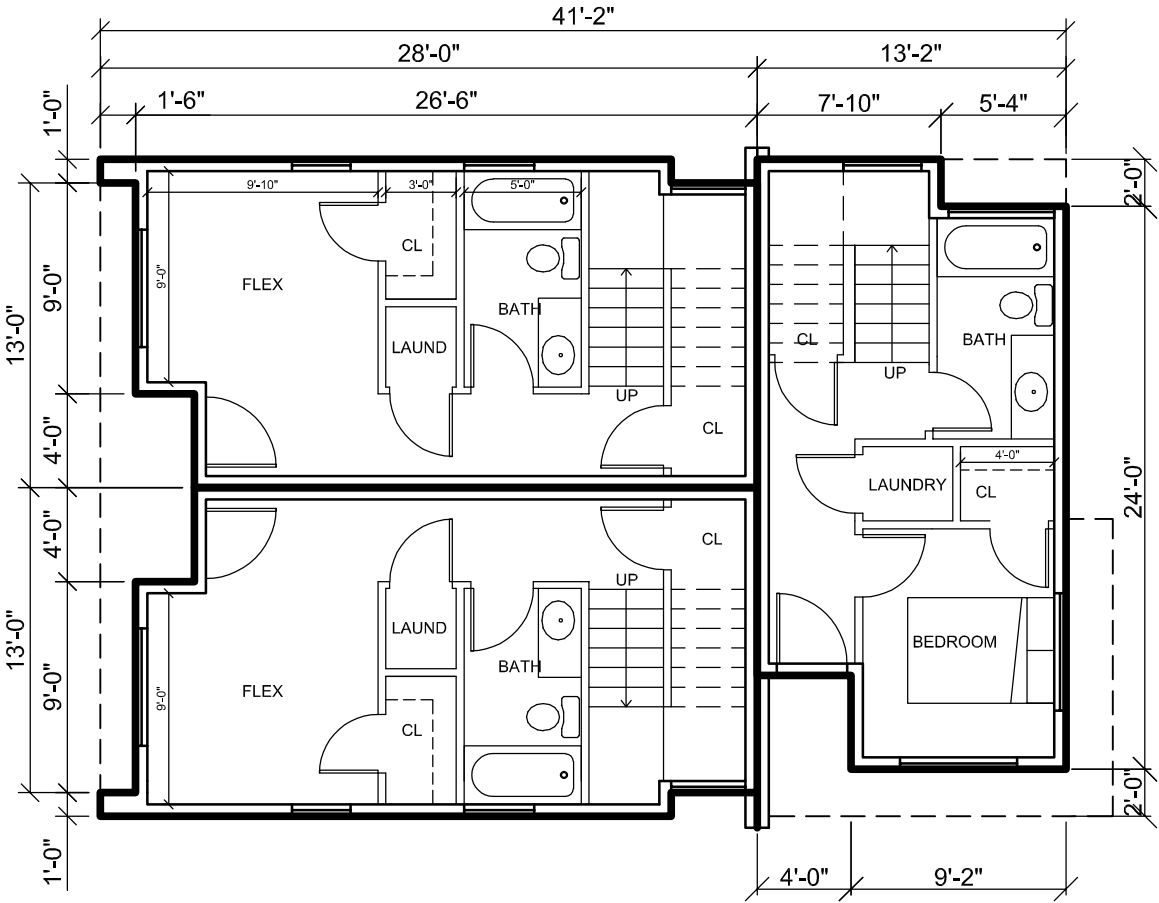 41'-2"
28'-0"
13'-2"
1'-6"
26'-6"
7'-10"
5'-4"
1'-0"
2'-0"
9'-10"
3'-0"
5'-0"
CL
9'-0"
FLEX
9'-0"
BATH
13'-0"
LAUND
CL
BATH
UP
UP
CL
4'-0"
4'-0"
LAUNDRY
CL
24'-0"
4'-0"
CL
UP
13'-0"
LAUND
BEDROOM
BATH
9'-0"
FLEX
9'-0"
CL
2'-0"
1'-0"
4'-0"
9'-2"